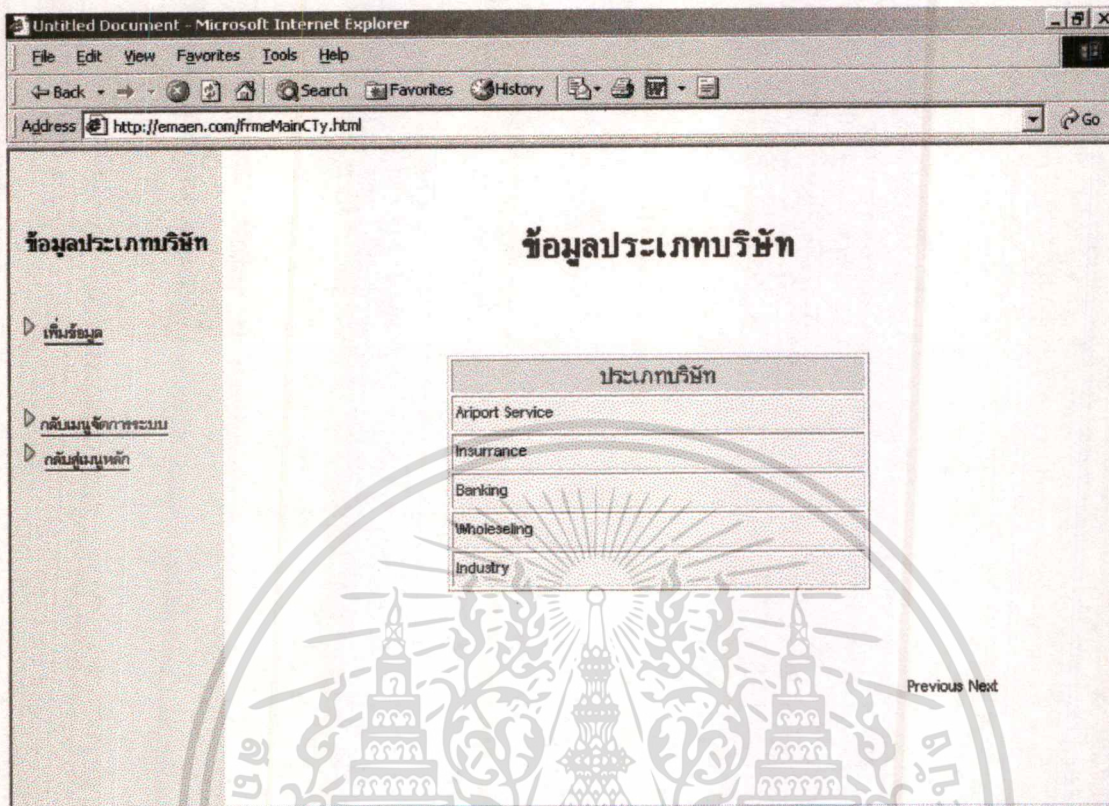 Untitled Document - Microsoft Internet Explorer
File Edit View Favorites Tools Help
Back Search Favorites History
Address http://emaen.com/frmeMainCTy.html Go
ข้อมูลประเภทบริษัท
เพิ่มข้อมูล
กลับเมนูจัดการระบบ
กลับสู่เมนูหลัก
ข้อมูลประเภทบริษัท
ประเภทบริษัท
Ariport Service
Insurrance
Banking
Wholeseling
Industry
Previous Next